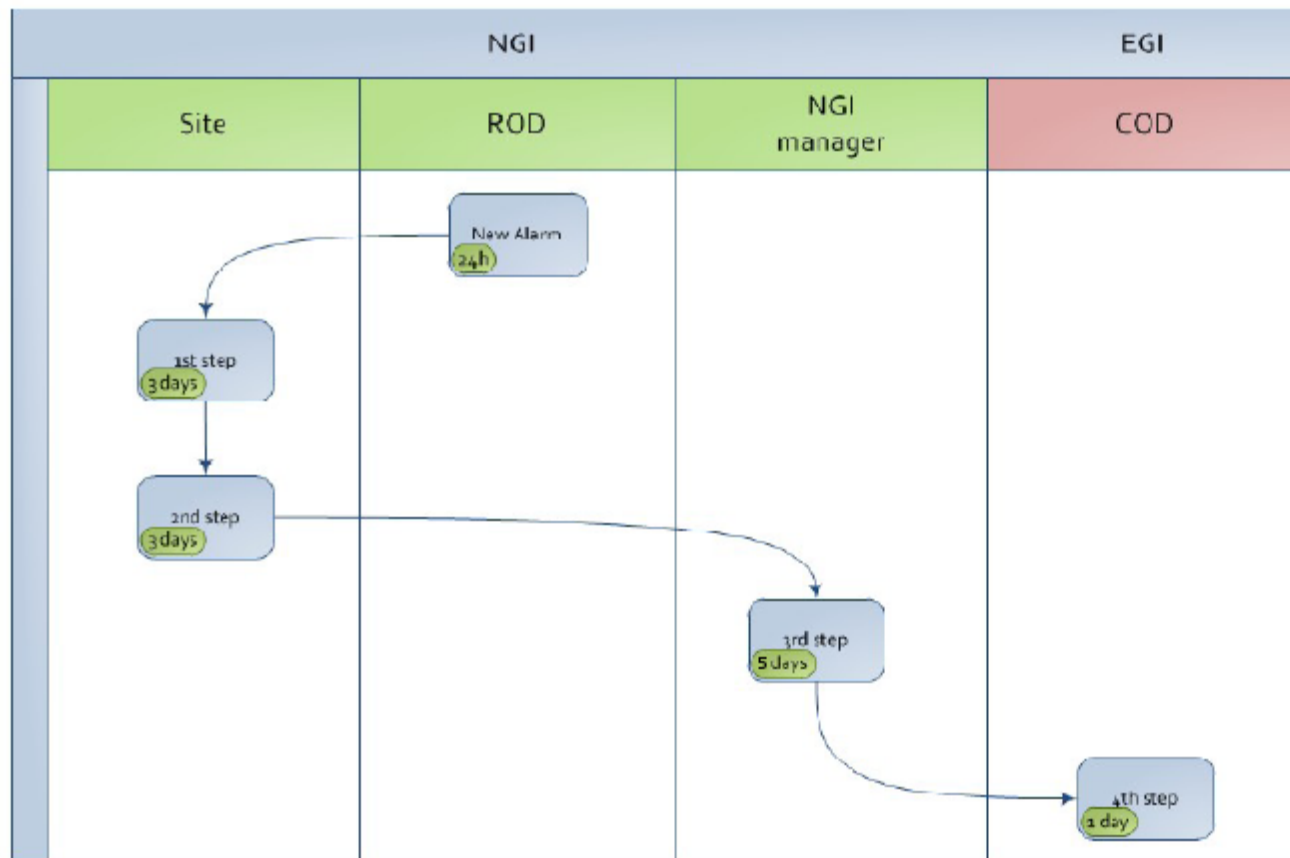 NGI EGI
Site ROD NGI manager COD
New Alarm
24h
1st step
3 days
2nd step
3 days
3rd step
5 days
4th step
1 day